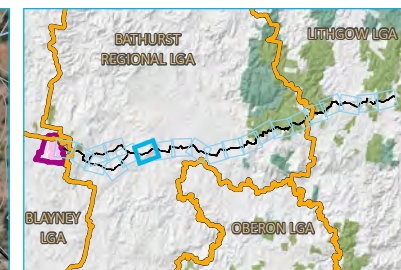 BATHURST
REGIONAL LGA
LITHGOW LGA
BLAYNEY
LGA
OBERON LGA